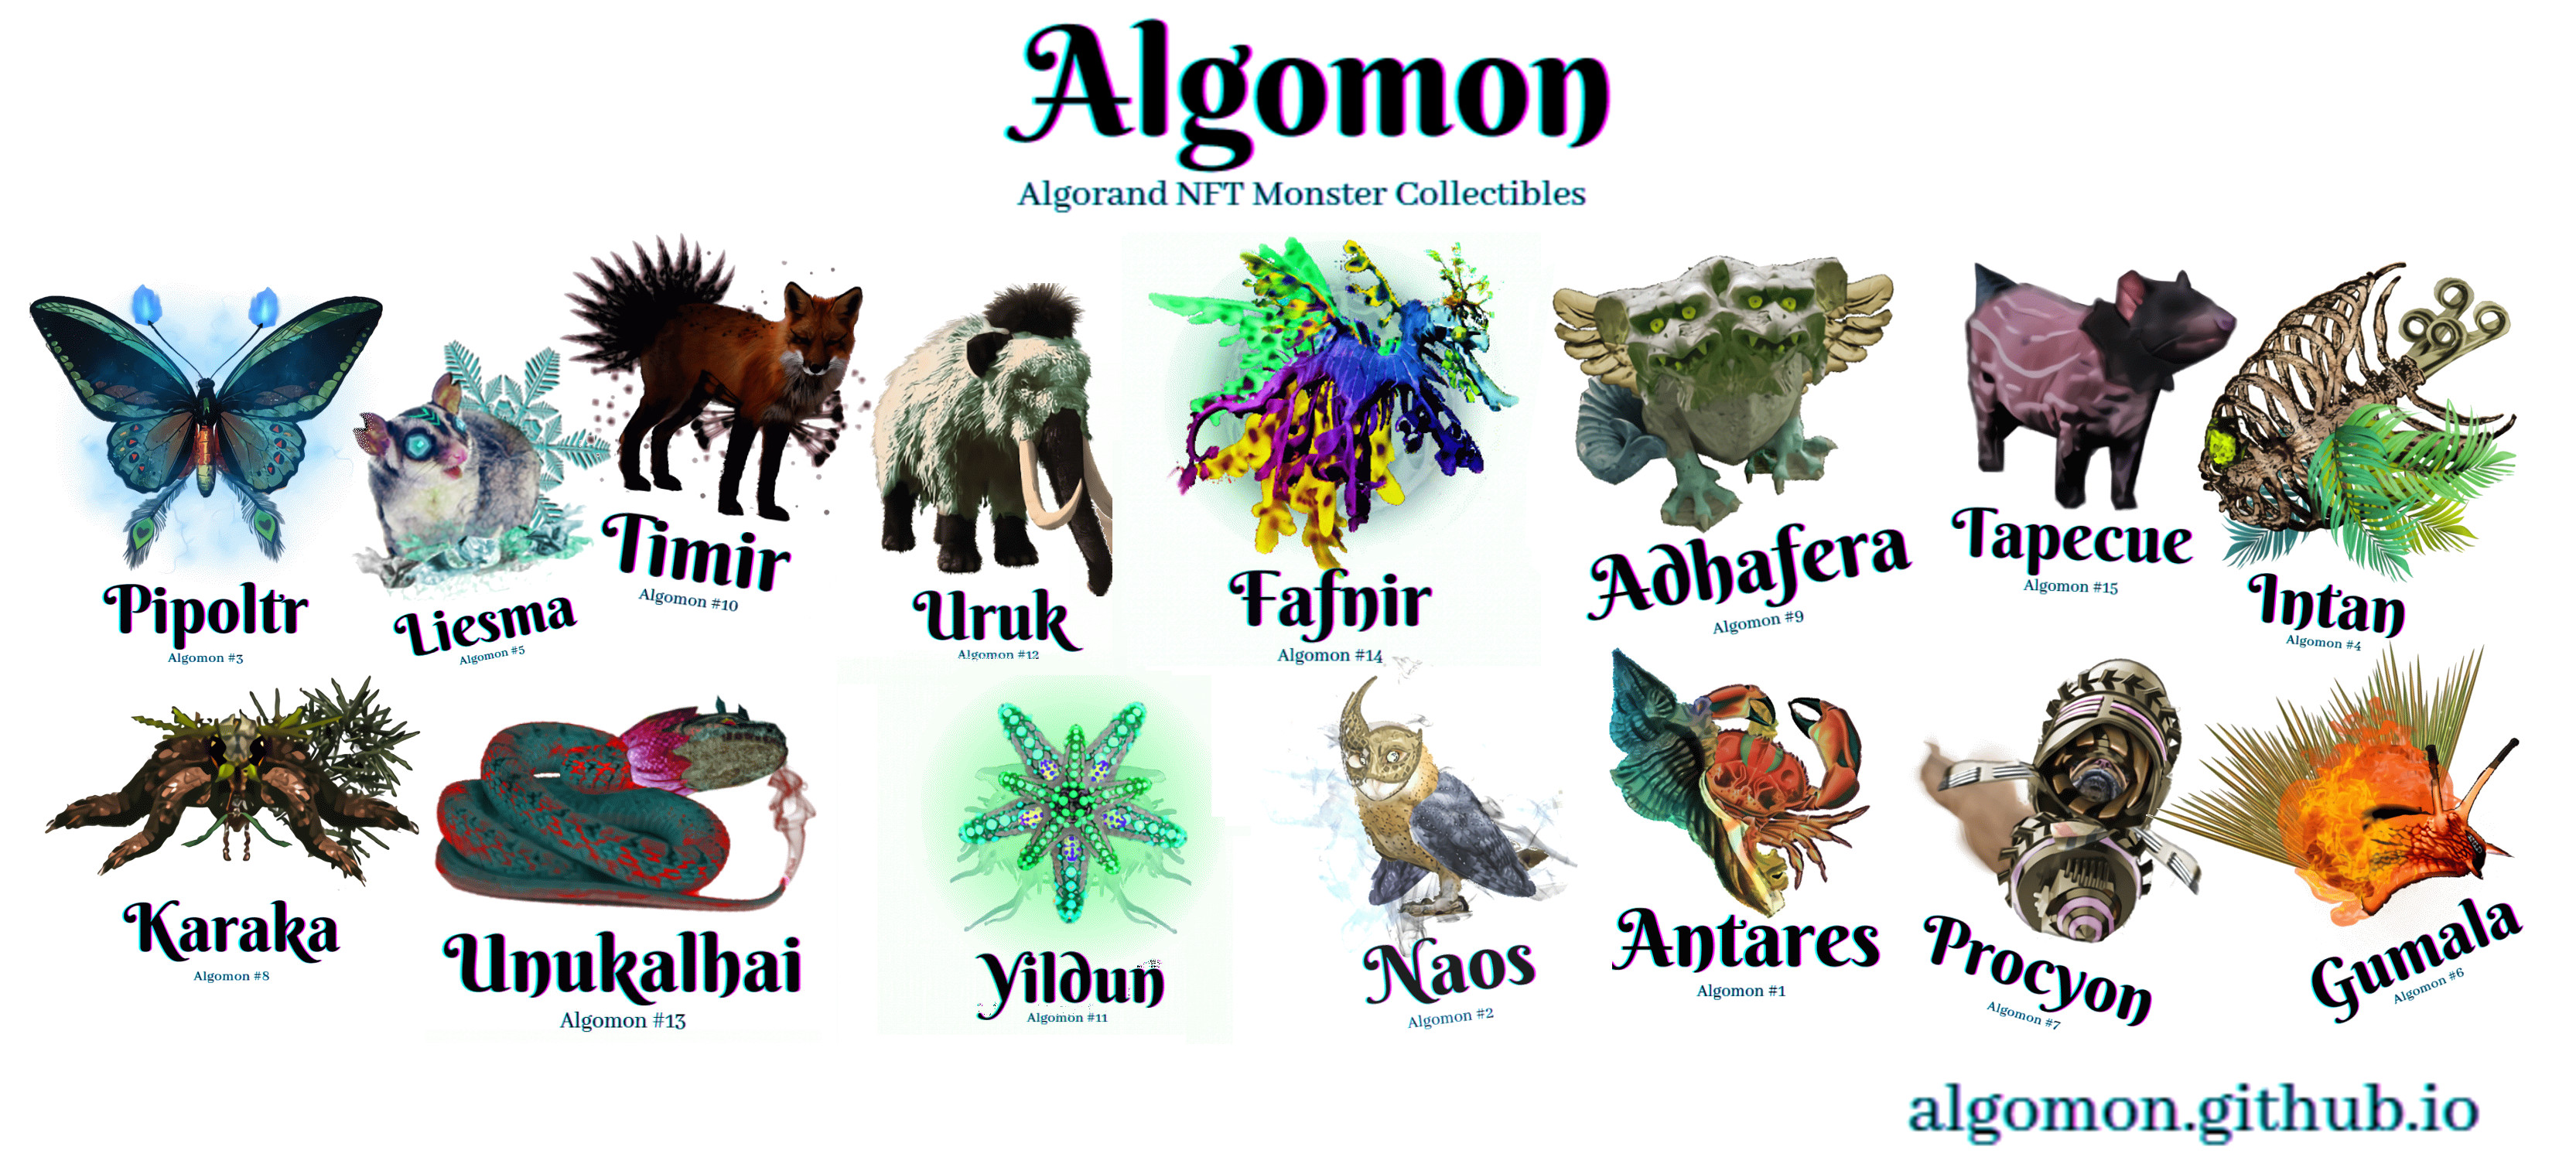 Algomon
Algorand NFT Monster Collectibles
Pipoltr
Algomon #3
Liesma
Algomon #5
Timir
Algomon #10
Uruk
Algomon #12
Fafnir
Algomon #14
Adhafera
Algomon #9
Tapecue
Algomon #15
Intan
Algomon #4
Karaka
Algomon #8
Unukalhai
Algomon #13
Yildun
Algomon #11
Naos
Algomon #2
Antares
Algomon #1
Procyon
Algomon #7
Gumala
Algomon #6
algomon.github.io